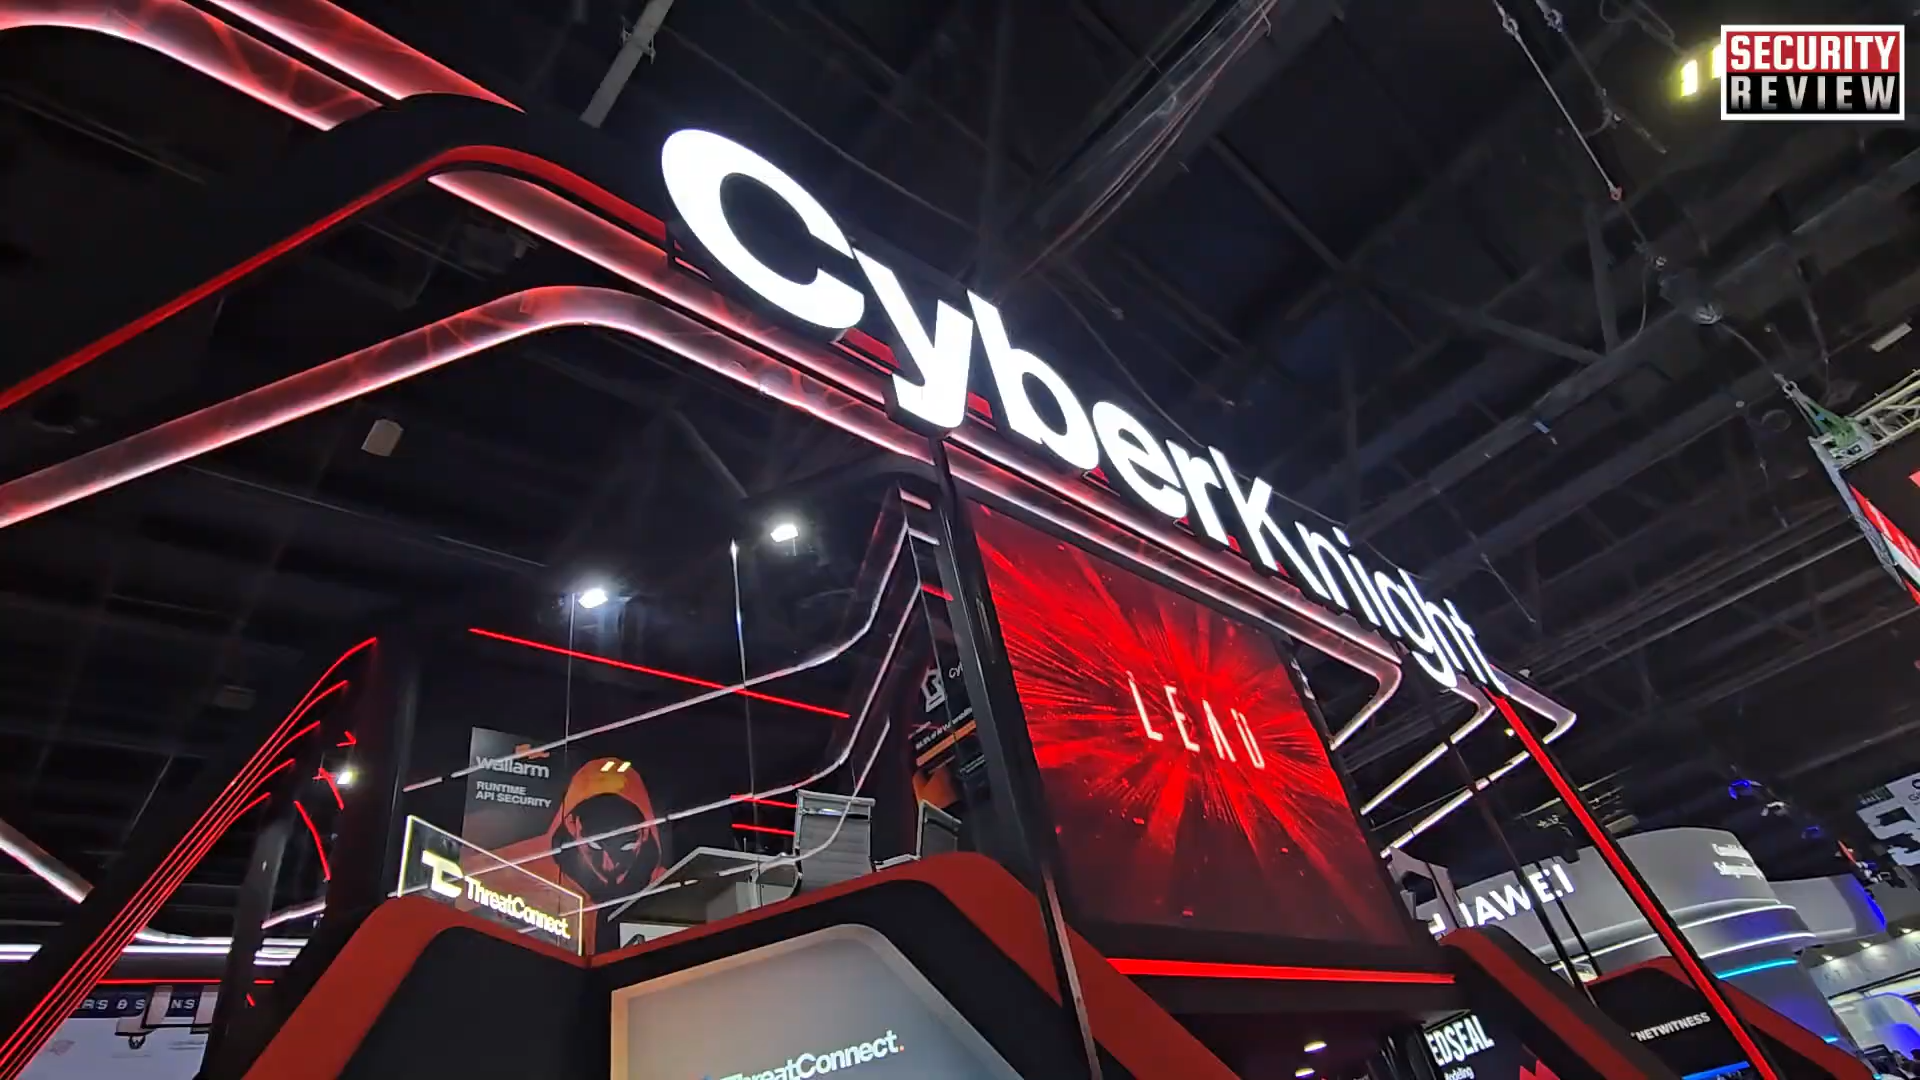 SECURITY
REVIEW
CyberKnight
LEAD
wallarm
RUNTIME
API SECURITY
ThreatConnect.
HUAWEI
ThreatConnect.
EDSEAL
NETWITNESS